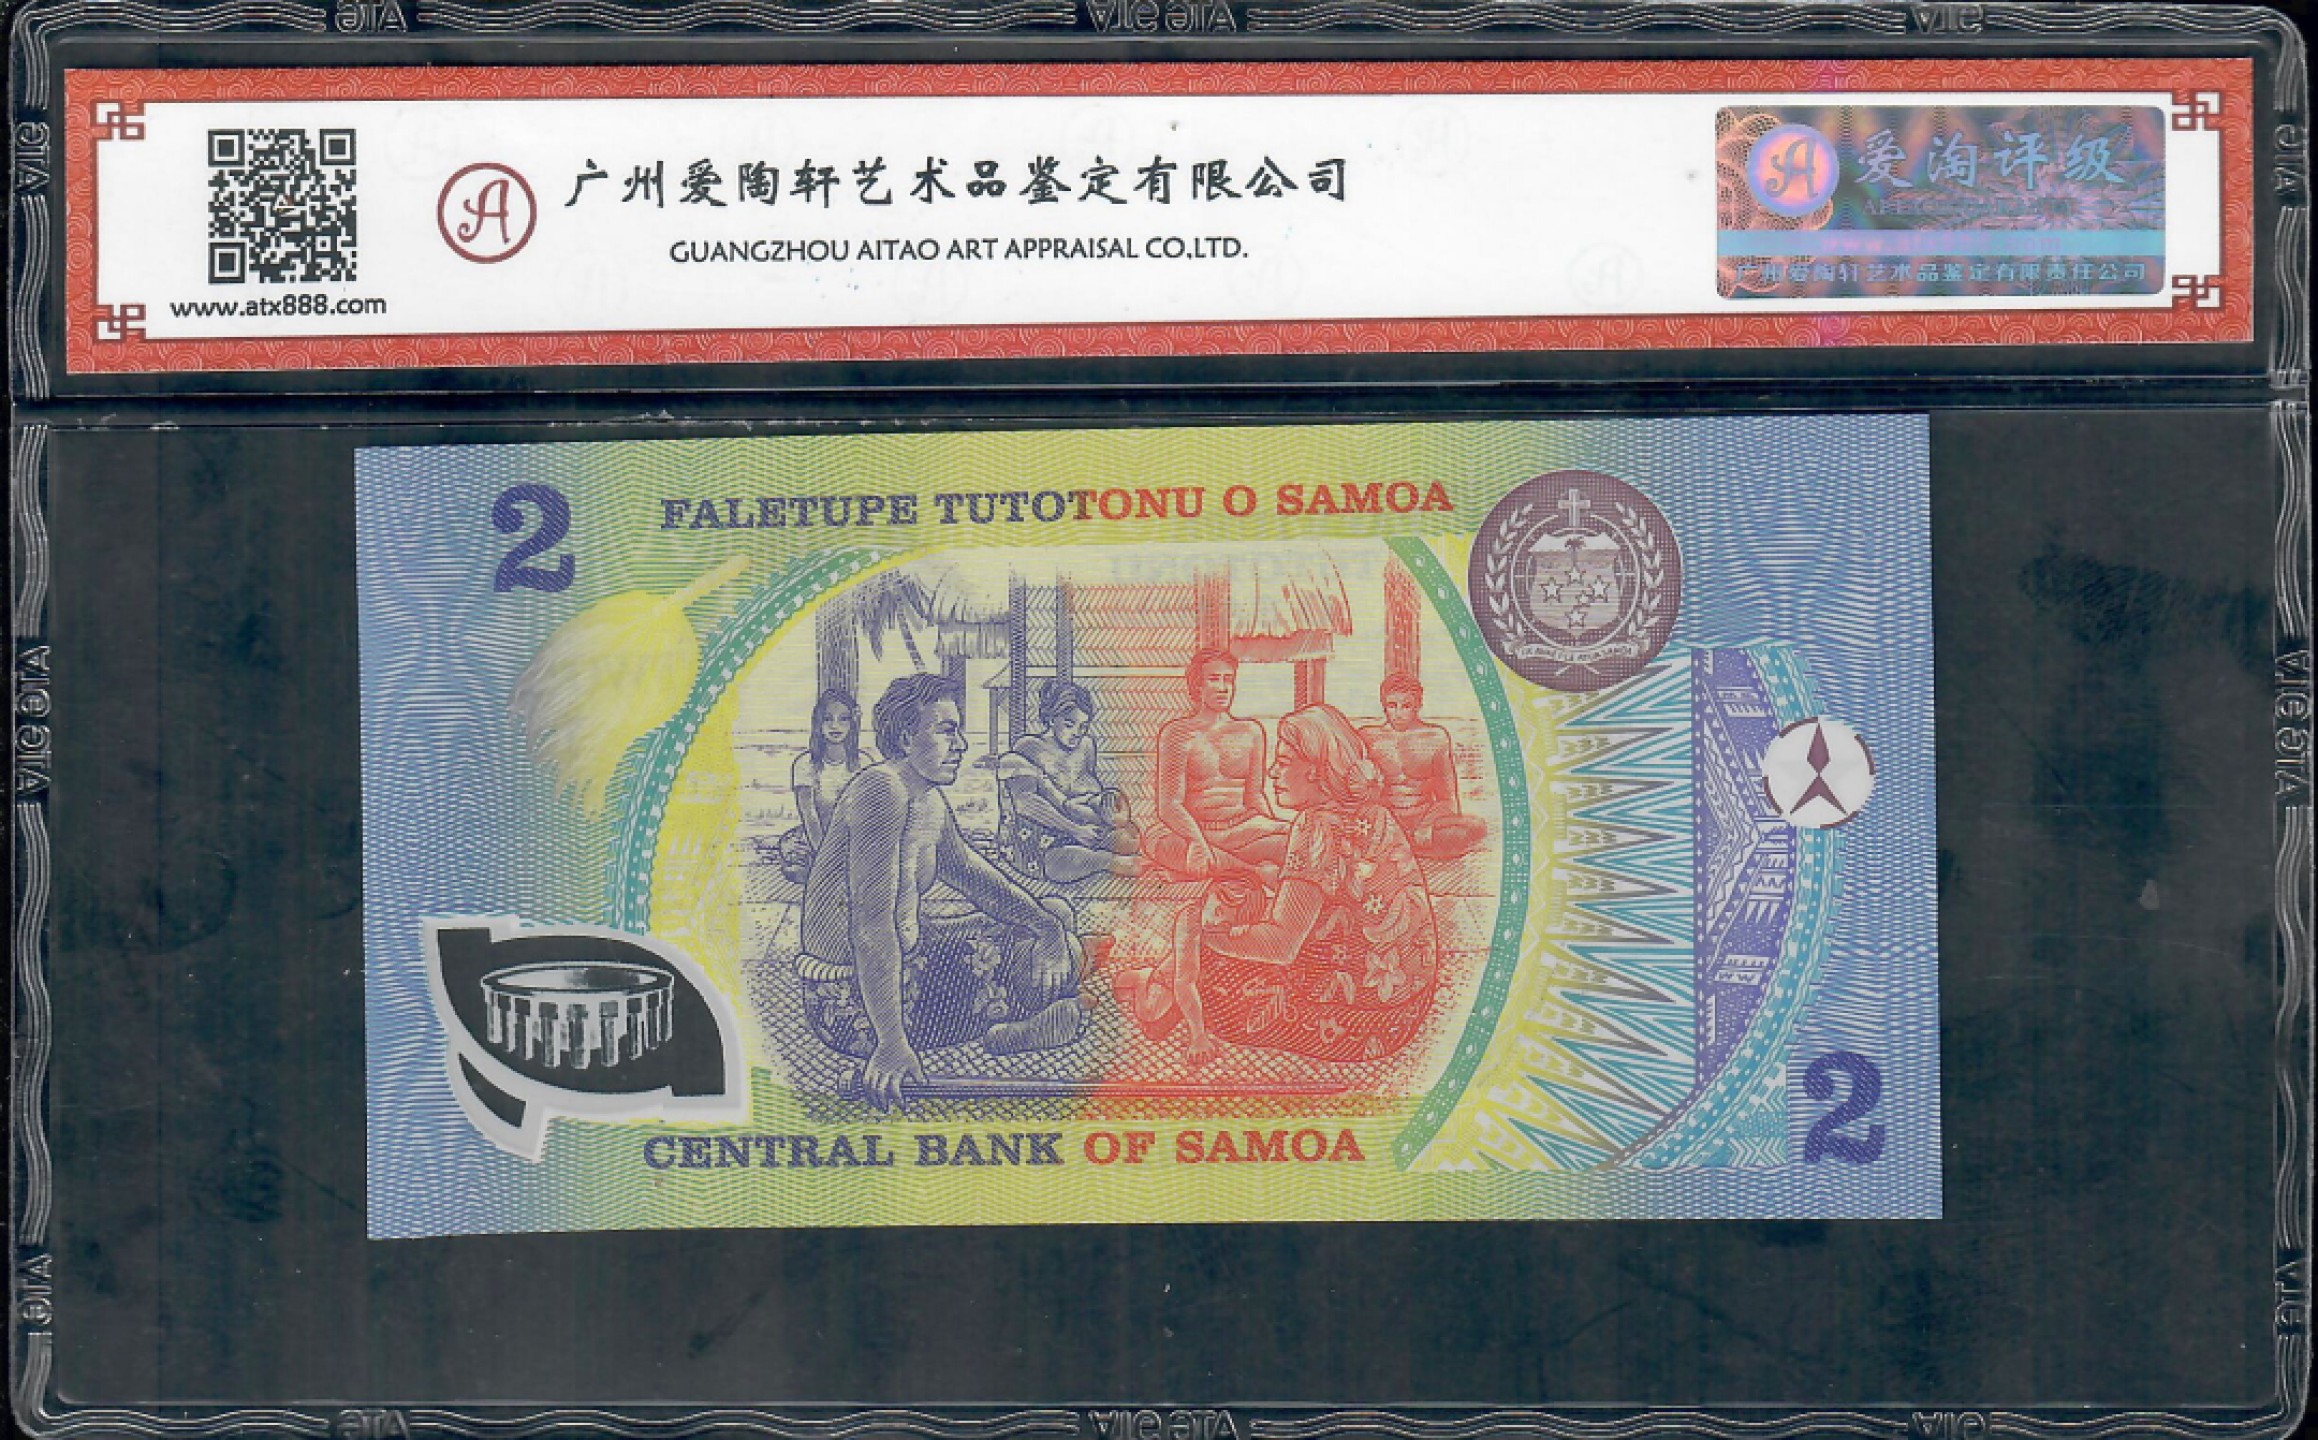 广州爱陶轩艺术品鉴定有限公司
GUANGZHOU AITAO ART APPRAISAL CO,LTD.
www.atx888.com
爱淘评级
广州爱陶轩艺术品鉴定有限责任公司
2
FALETUPE TUTOTONU O SAMOA
CENTRAL BANK OF SAMOA
2